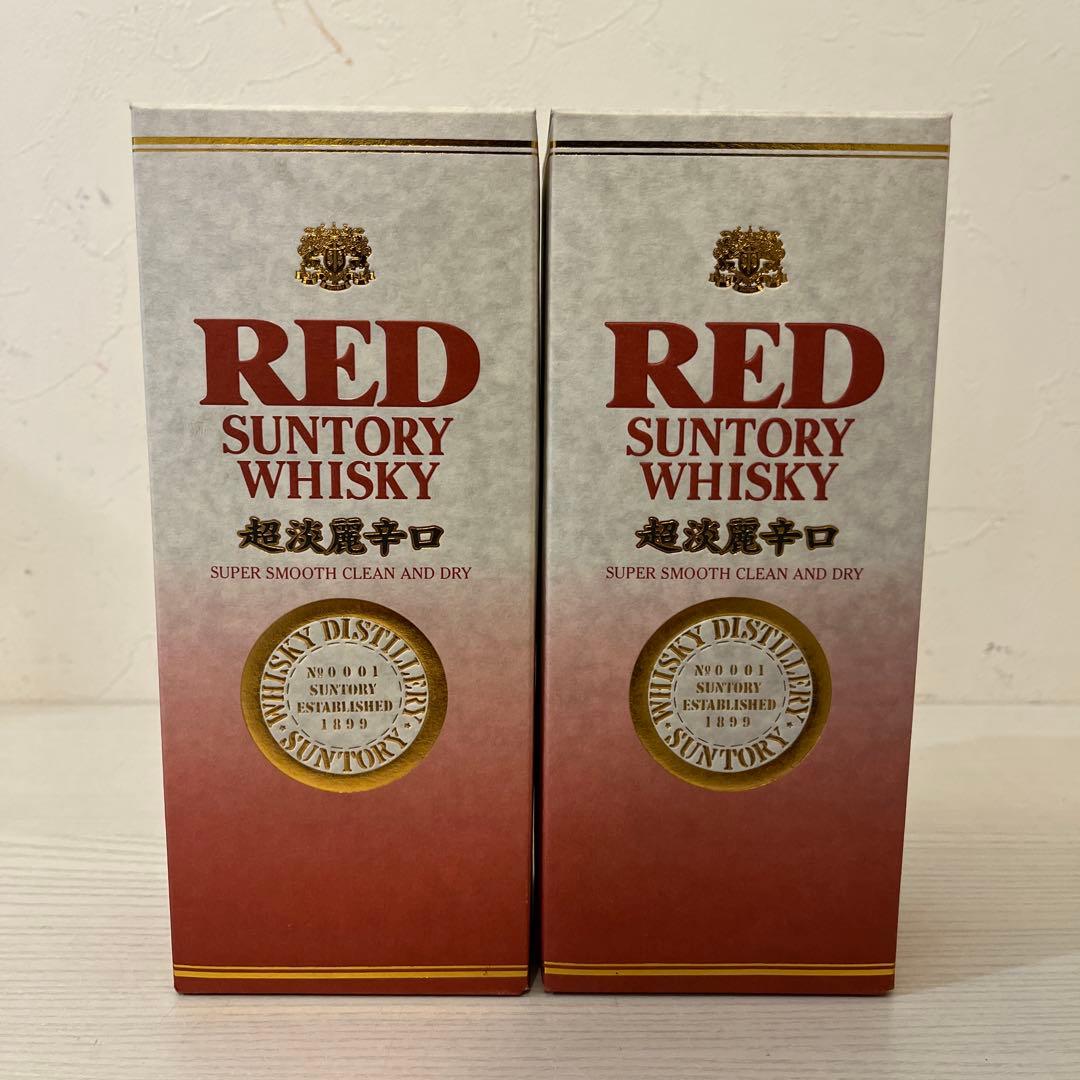 RED
SUNTORY
WHISKY
超淡麗辛口
SUPER SMOOTH CLEAN AND DRY
WHISKY DISTILLERY
№0001
SUNTORY
ESTABLISHED
1899
SUNTORY
RED
SUNTORY
WHISKY
超淡麗辛口
SUPER SMOOTH CLEAN AND DRY
WHISKY DISTILLERY
№0001
SUNTORY
ESTABLISHED
1899
SUNTORY